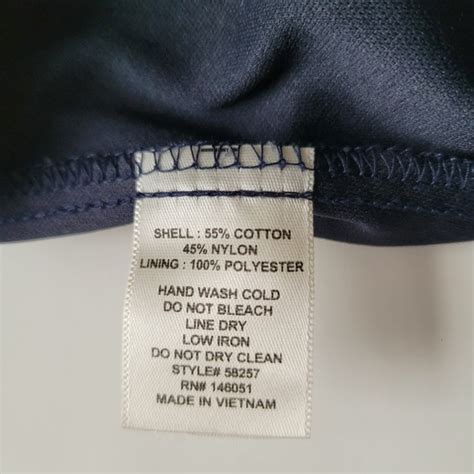 SHELL : 55% COTTON
45% NYLON
LINING : 100% POLYESTER
HAND WASH COLD
DO NOT BLEACH
LINE DRY
LOW IRON
DO NOT DRY CLEAN
STYLE# 58257
RN# 146051
MADE IN VIETNAM